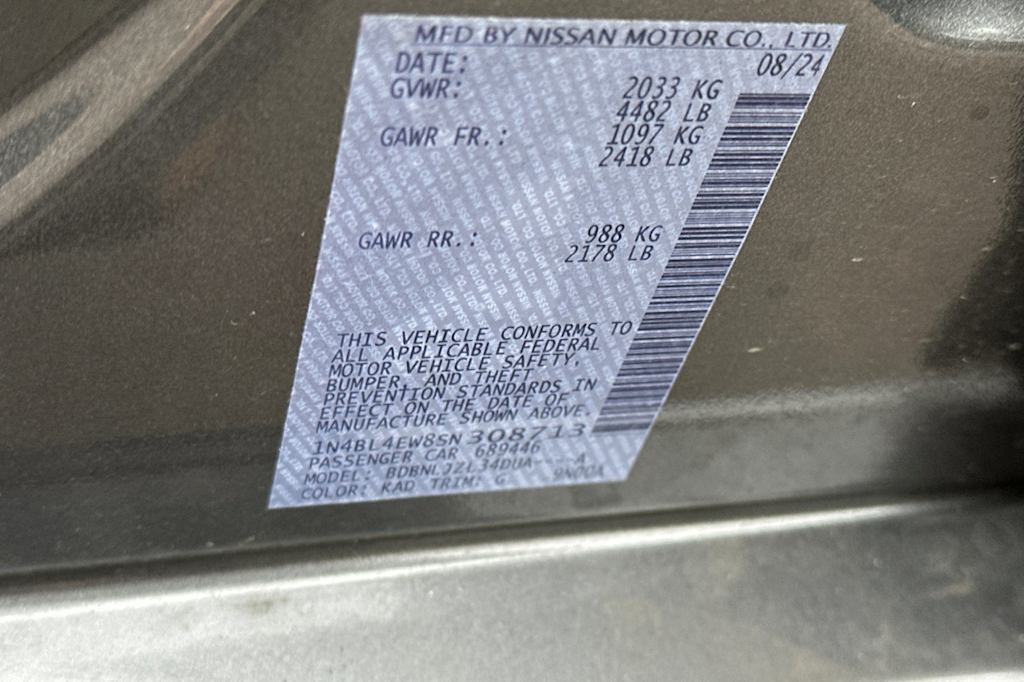 MFD BY NISSAN MOTOR CO., LTD.
DATE: 08/24
GVWR: 2033 KG
4482 LB
GAWR FR.: 1097 KG
2418 LB
GAWR RR.: 988 KG
2178 LB
THIS VEHICLE CONFORMS TO
ALL APPLICABLE FEDERAL
MOTOR VEHICLE SAFETY,
BUMPER, AND THEFT
PREVENTION STANDARDS IN
EFFECT ON THE DATE OF
MANUFACTURE SHOWN ABOVE.
1N4BL4EW8SN308713
PASSENGER CAR 689446
MODEL: BDBNLJZL34DUA----A
COLOR: KAD TRIM: G 9N00A